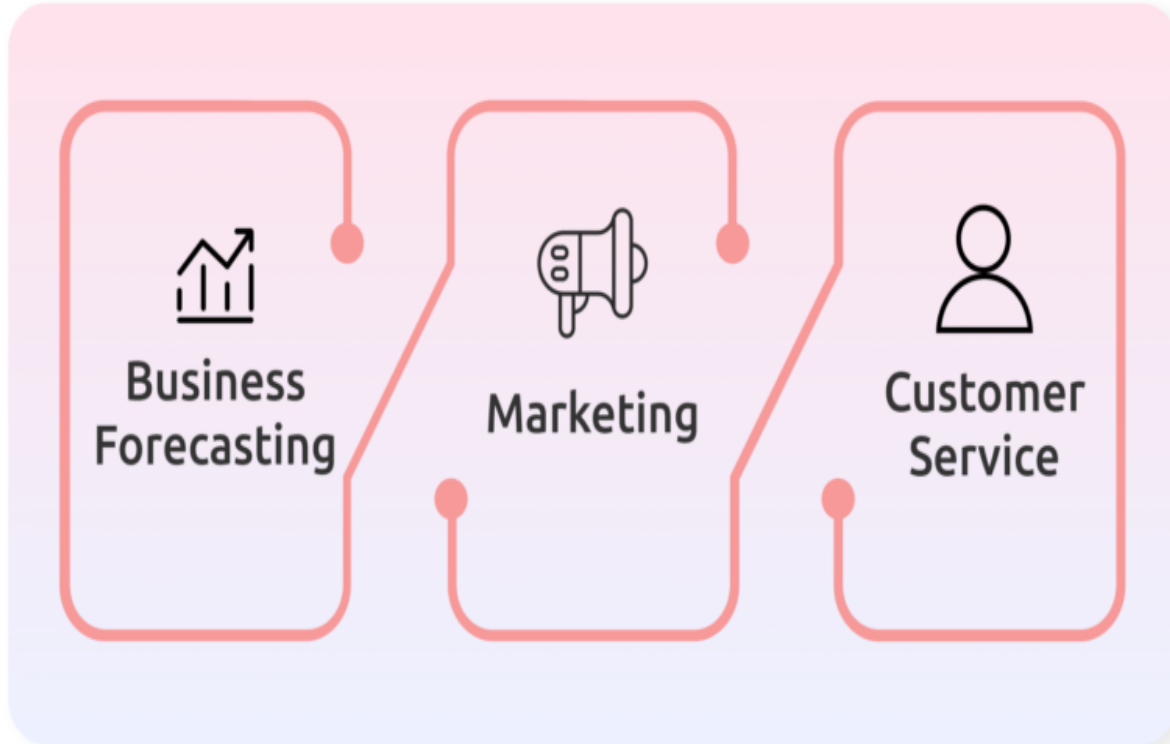 Business
Forecasting
Marketing
Customer
Service